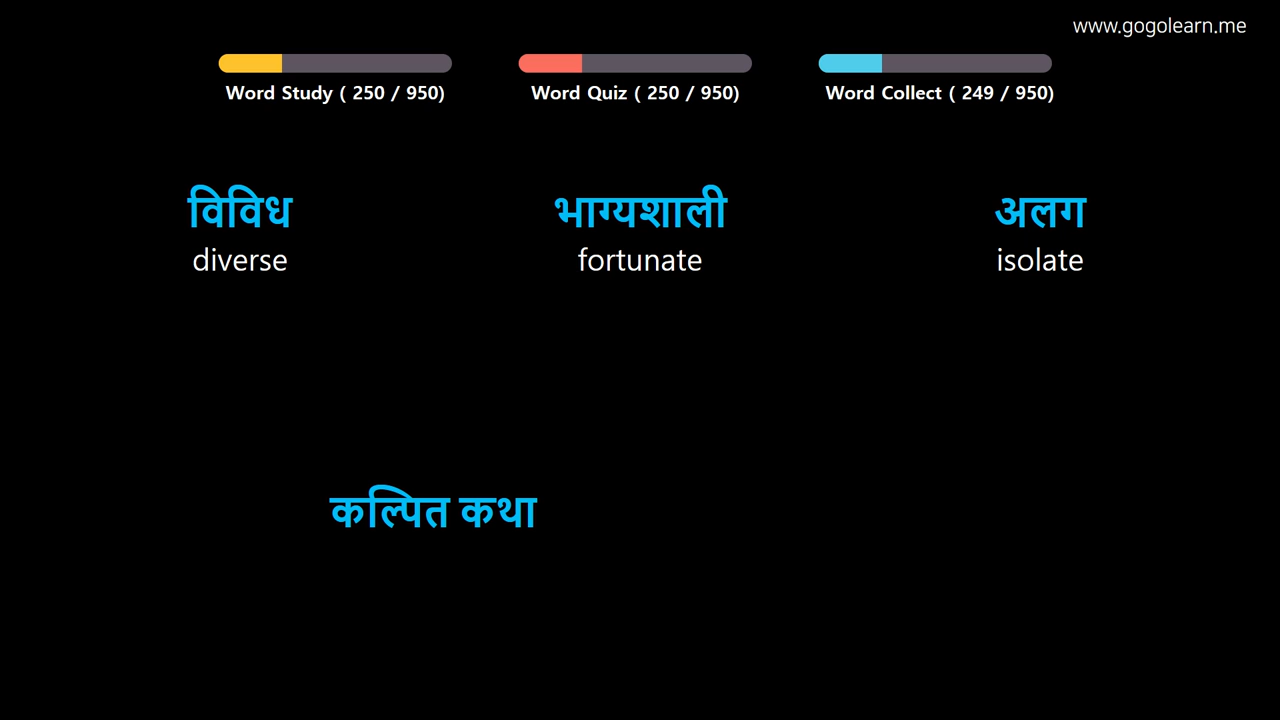 www.gogolearn.me
Word Study ( 250 / 950)
Word Quiz ( 250 / 950)
Word Collect ( 249 / 950)
विविध
भाग्यशाली
अलग
diverse
fortunate
isolate
कल्पित कथा